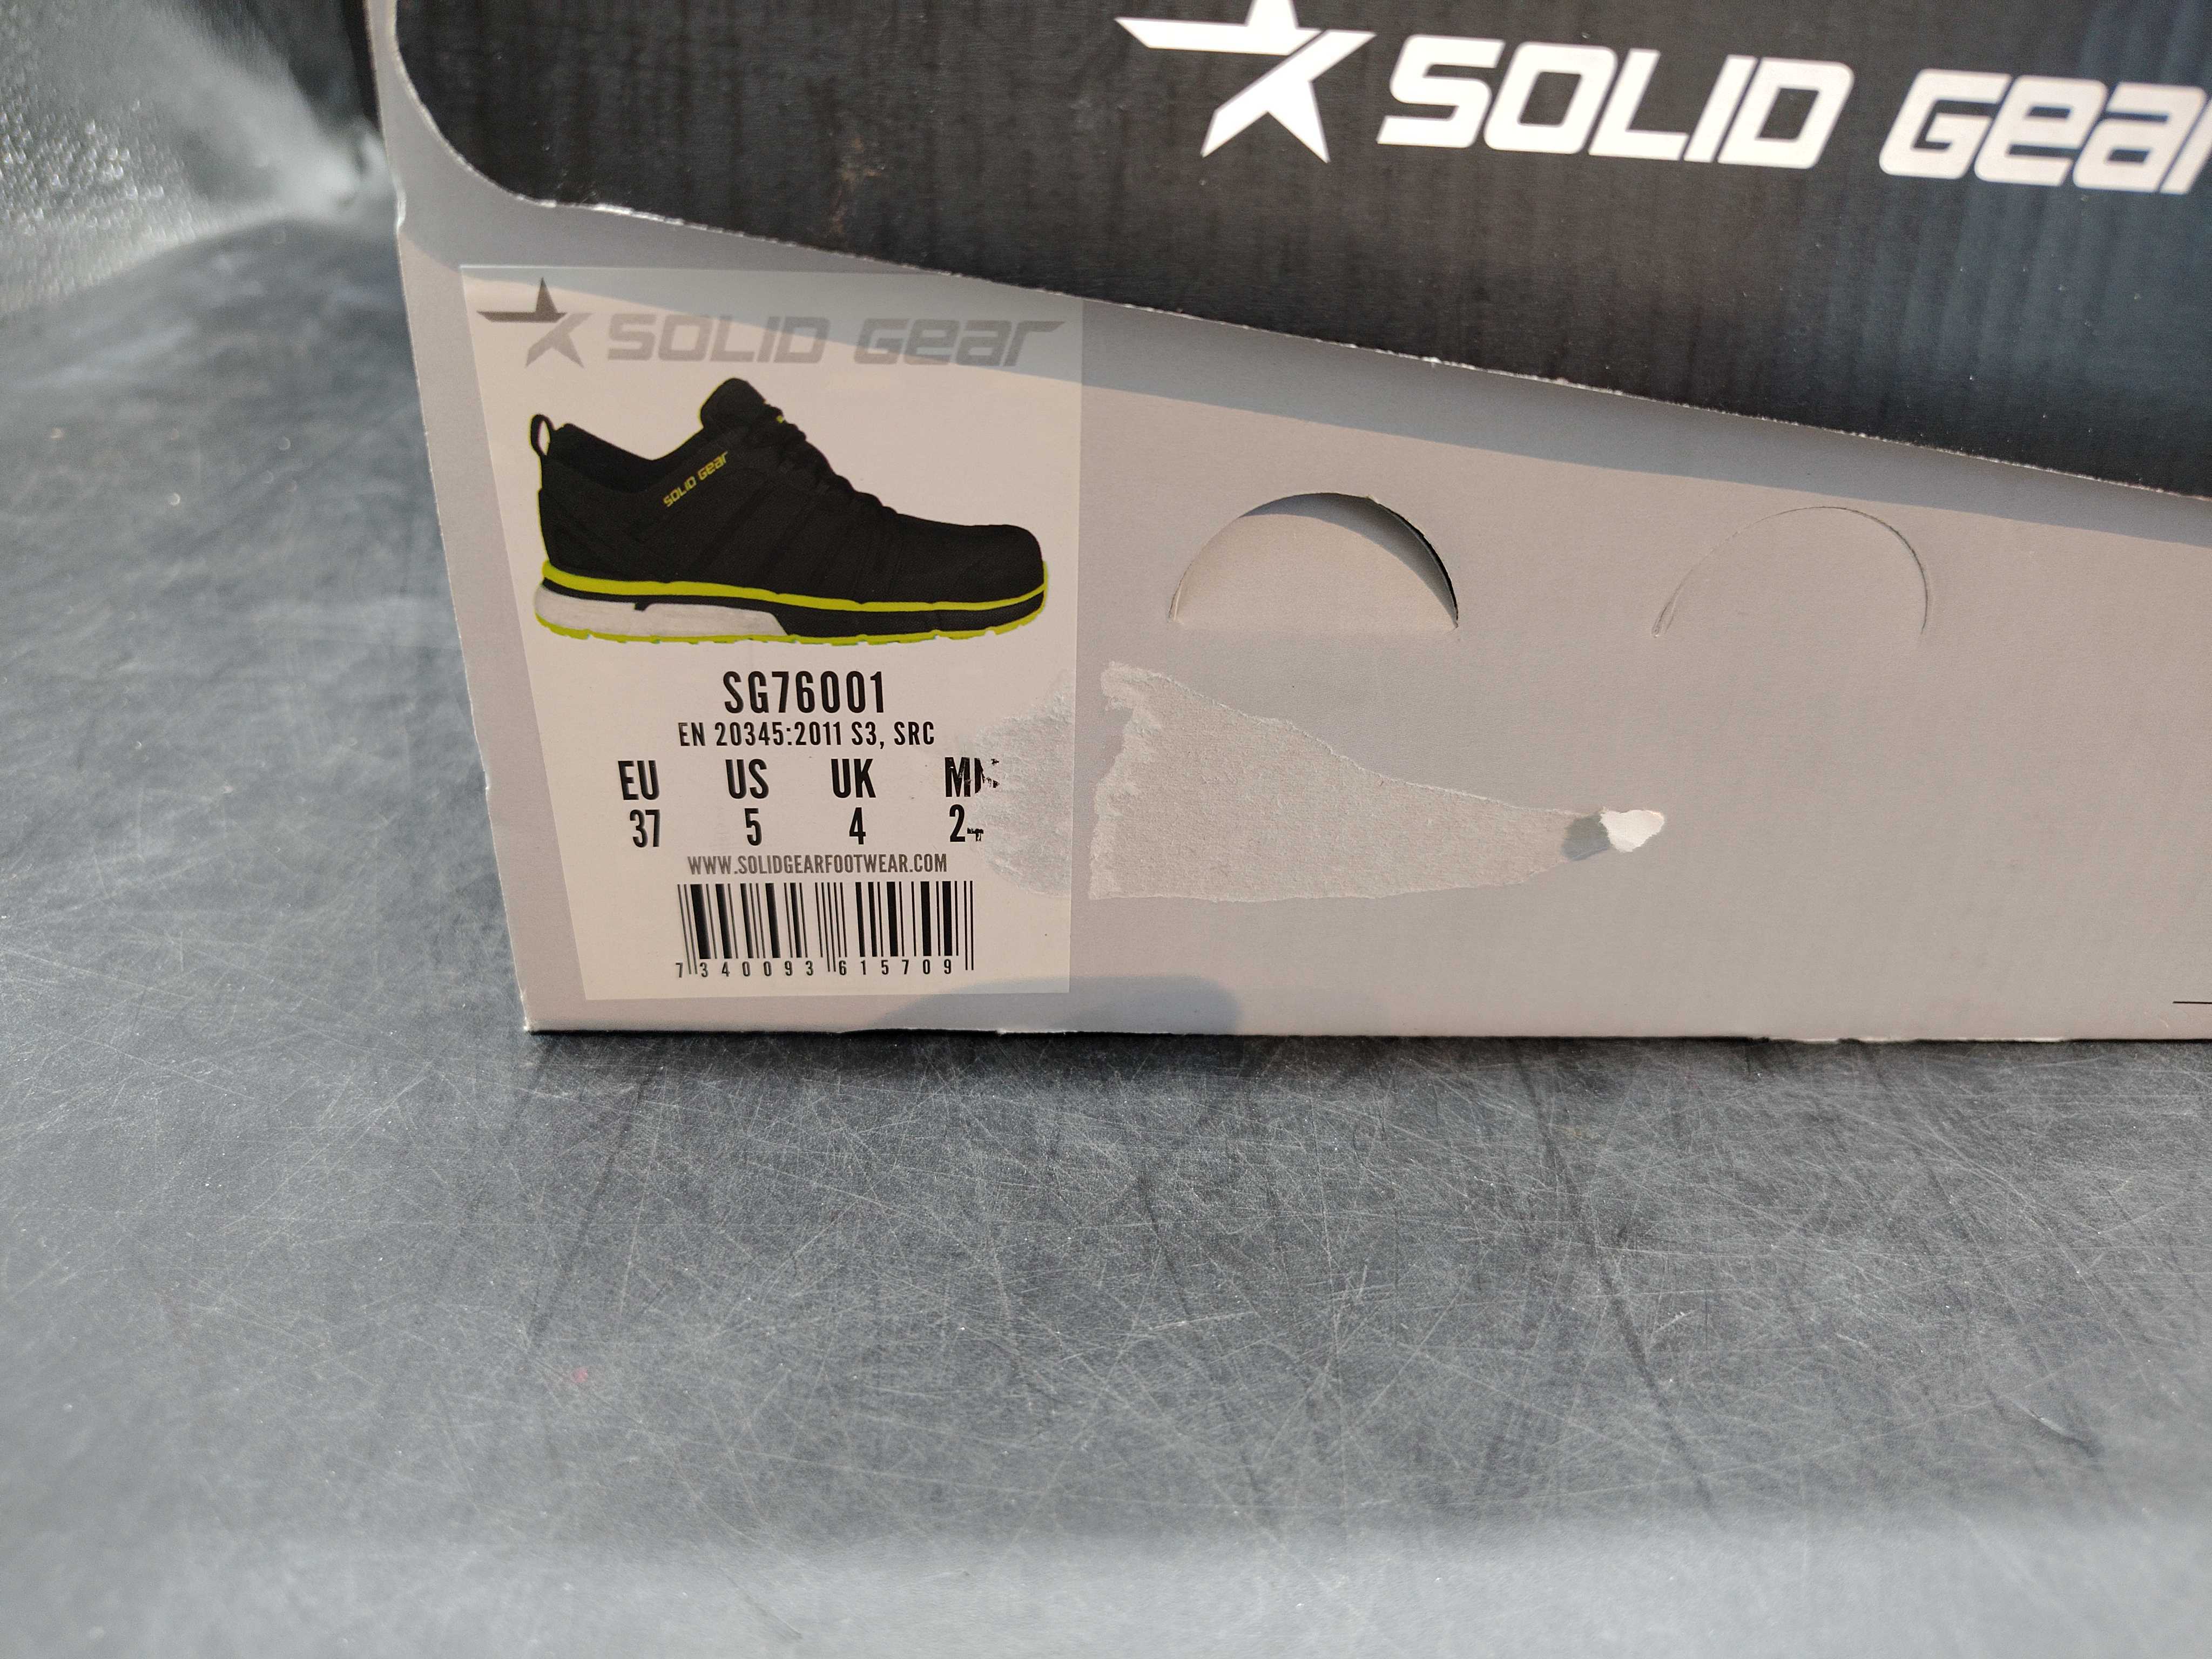 SOLID Gear
SOLID Gear
SOLID Gear
SG76001
EN 20345:2011 S3, SRC
EU US UK
37 5 4
WWW.SOLIDGEARFOOTWEAR.COM
7 340093 615709